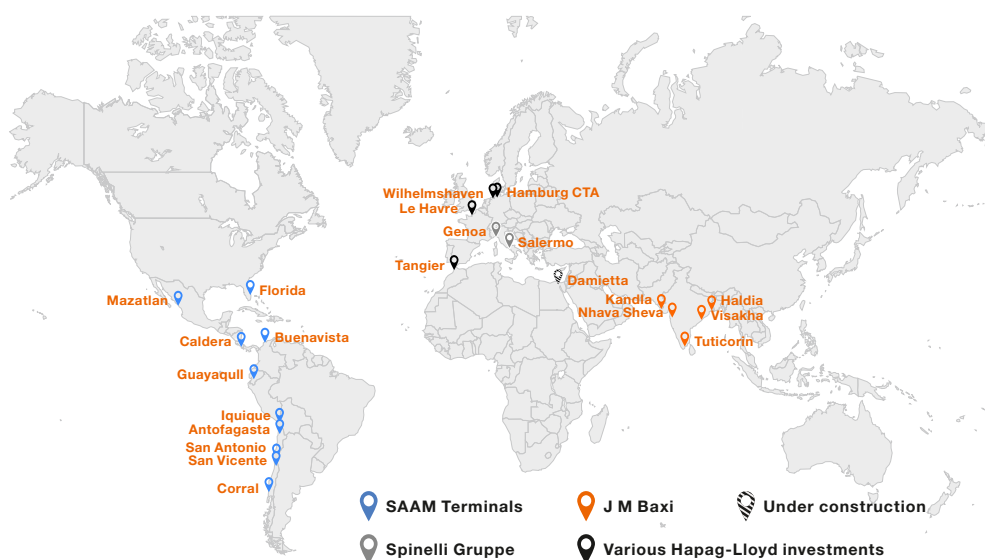 Wilhelmshaven
Hamburg CTA
Le Havre
Genoa
Salermo
Tangier
Damietta
Florida
Mazatlan
Kandla
Haldia
Nhava Sheva
Visakha
Caldera
Buenavista
Tuticorin
Guayaqull
Iquique
Antofagasta
San Antonio
San Vicente
Corral
SAAM Terminals
J M Baxi
Under construction
Spinelli Gruppe
Various Hapag-Lloyd investments